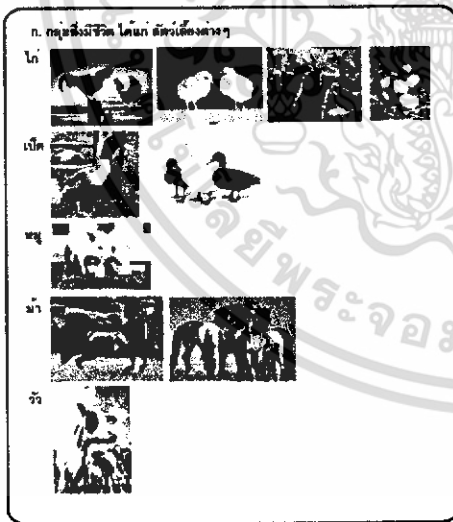 ก. กลุ่มสิ่งมีชีวิต ได้แก่ สัตว์เลี้ยงต่าง ๆ
ไก่
เป็ด
หมู
ม้า
วัว